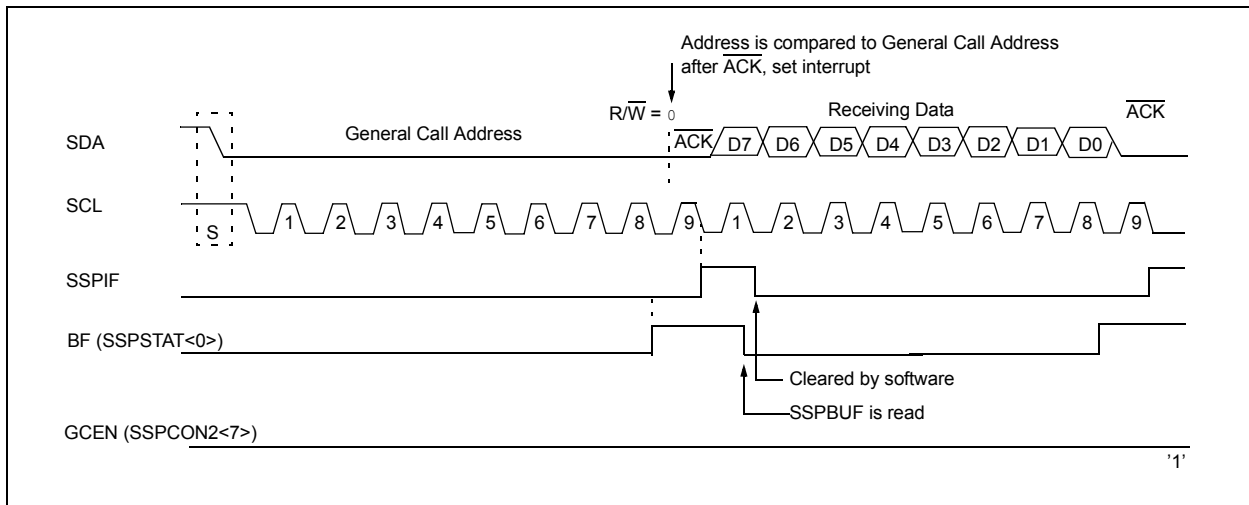 Address is compared to General Call Address
after ACK, set interrupt
R/W = 0
General Call Address
Receiving Data
ACK
SDA
ACK D7 D6 D5 D4 D3 D2 D1 D0
SCL
S
1 2 3 4 5 6 7 8 9 1 2 3 4 5 6 7 8 9
SSPIF
BF (SSPSTAT<0>)
Cleared by software
SSPBUF is read
GCEN (SSPCON2<7>)
'1'